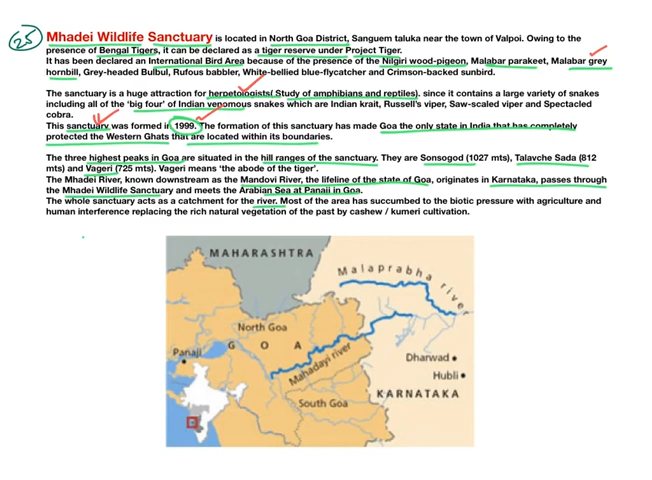 25
Mhadei Wildlife Sanctuary is located in North Goa District, Sanguem taluka near the town of Valpoi. Owing to the
presence of Bengal Tigers, it can be declared as a tiger reserve under Project Tiger.
It has been declared an International Bird Area because of the presence of the Nilgiri wood-pigeon, Malabar parakeet, Malabar grey
hornbill, Grey-headed Bulbul, Rufous babbler, White-bellied blue-flycatcher and Crimson-backed sunbird.
The sanctuary is a huge attraction for herpetologists( Study of amphibians and reptiles). since it contains a large variety of snakes
including all of the ‘big four’ of Indian venomous snakes which are Indian krait, Russell’s viper, Saw-scaled viper and Spectacled
cobra.
This sanctuary was formed in 1999. The formation of this sanctuary has made Goa the only state in India that has completely
protected the Western Ghats that are located within its boundaries.
The three highest peaks in Goa are situated in the hill ranges of the sanctuary. They are Sonsogod (1027 mts), Talavche Sada (812
mts) and Vageri (725 mts). Vageri means ‘the abode of the tiger’.
The Mhadei River, known downstream as the Mandovi River, the lifeline of the state of Goa, originates in Karnataka, passes through
the Mhadei Wildlife Sanctuary and meets the Arabian Sea at Panaji in Goa.
The whole sanctuary acts as a catchment for the river. Most of the area has succumbed to the biotic pressure with agriculture and
human interference replacing the rich natural vegetation of the past by cashew / kumeri cultivation.
MAHARASHTRA
Malaprabha river
North Goa
GOA
Panaji
Mahadayi river
Dharwad
Hubli
KARNATAKA
South Goa